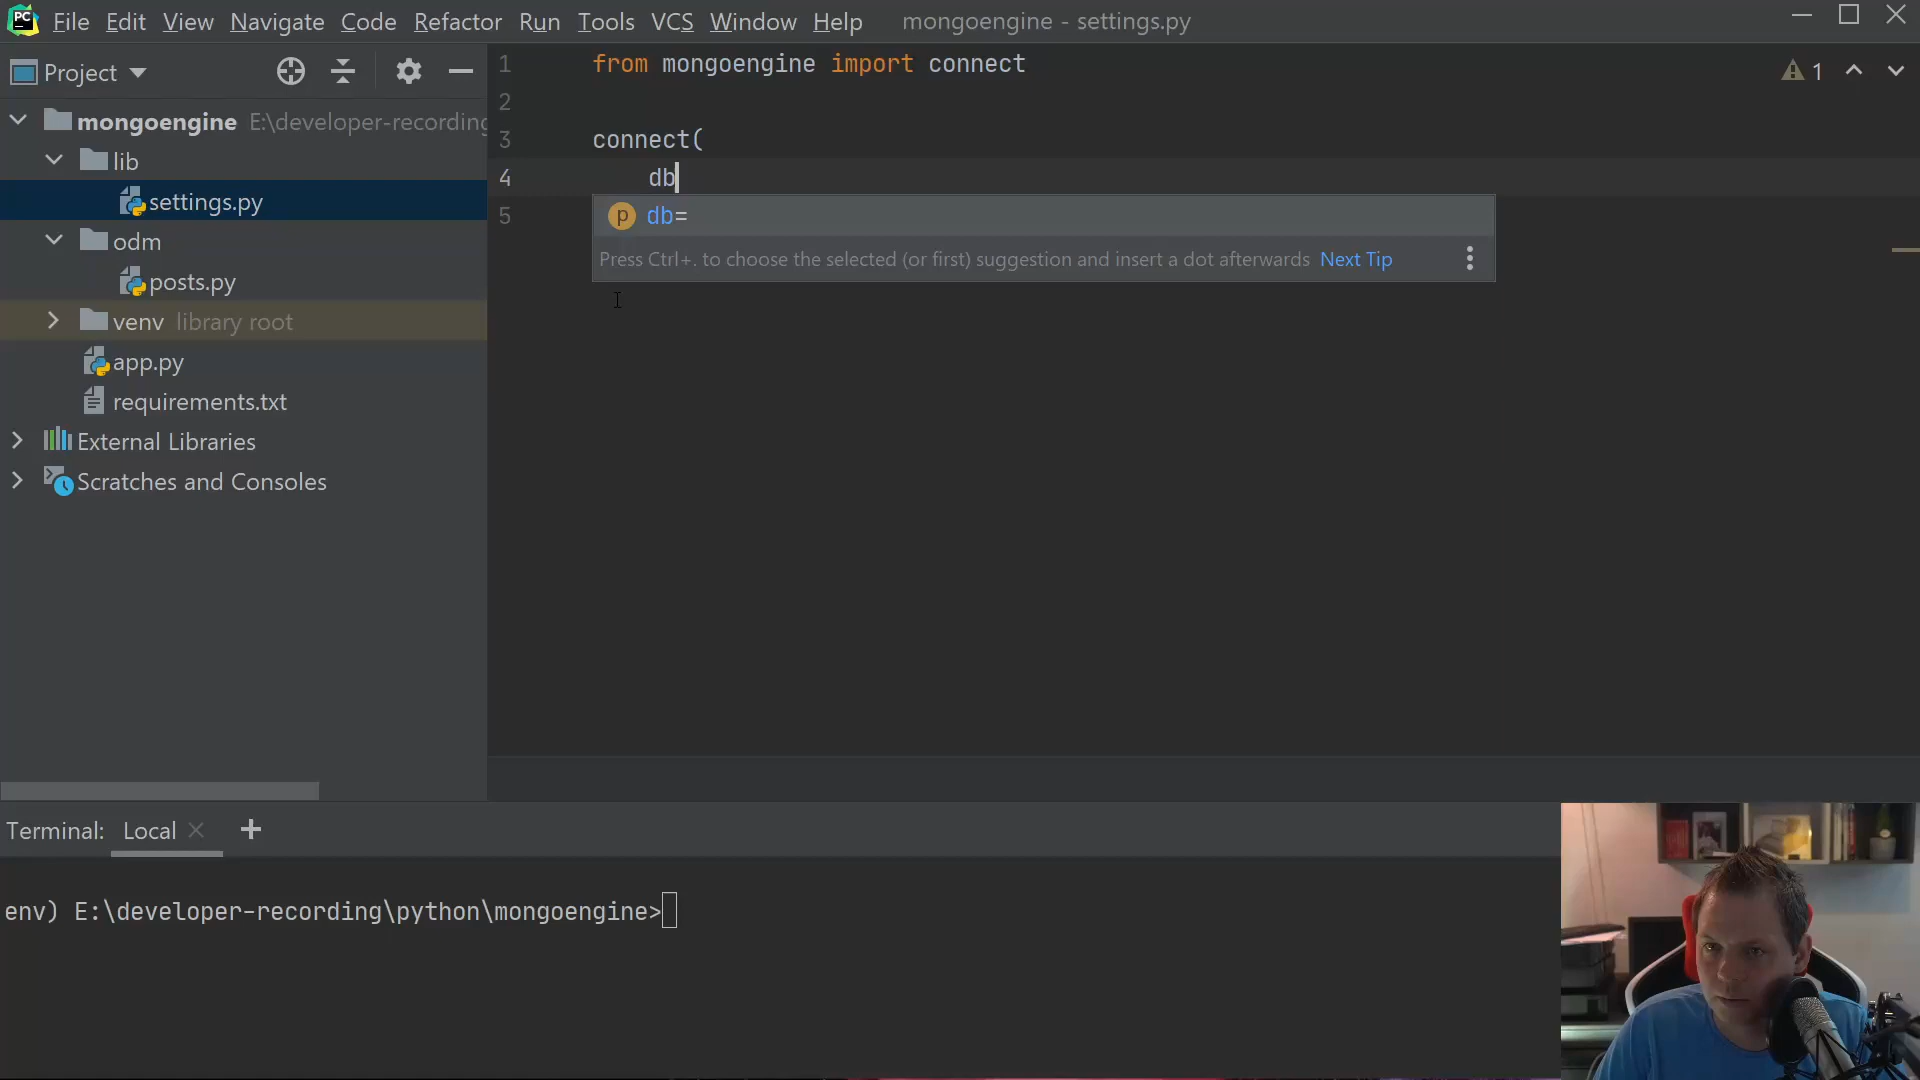 PC File Edit View Navigate Code Refactor Run Tools VCS Window Help mongoengine - settings.py
Project
mongoengine E:\developer-recording
lib
settings.py
odm
posts.py
venv library root
app.py
requirements.txt
External Libraries
Scratches and Consoles
1 from mongoengine import connect
2
3 connect(
4 db
5
1
p db=
Press Ctrl+. to choose the selected (or first) suggestion and insert a dot afterwards Next Tip
Terminal: Local
env) E:\developer-recording\python\mongoengine>